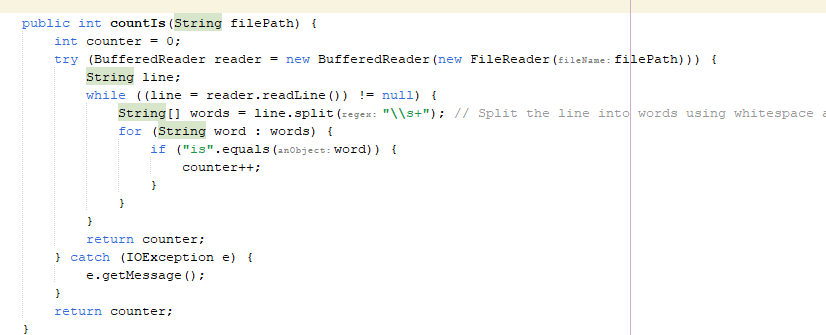 public int countIs(String filePath) {
    int counter = 0;
    try (BufferedReader reader = new BufferedReader(new FileReader(fileName: filePath))) {
        String line;
        while ((line = reader.readLine()) != null) {
            String[] words = line.split(regex: "\\s+"); // Split the line into words using whitespace a
            for (String word : words) {
                if ("is".equals(anObject: word)) {
                    counter++;
                }
            }
        }
        return counter;
    } catch (IOException e) {
        e.getMessage();
    }
    return counter;
}